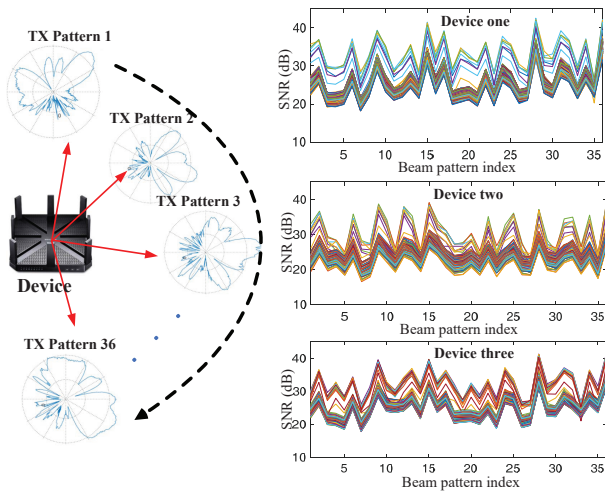 TX Pattern 1
TX Pattern 2
TX Pattern 3
Device
TX Pattern 36
Device one
SNR (dB)
40
30
20
10
5 10 15 20 25 30 35
Beam pattern index
Device two
SNR (dB)
40
30
20
10
5 10 15 20 25 30 35
Beam pattern index
Device three
SNR (dB)
40
30
20
10
5 10 15 20 25 30 35
Beam pattern index